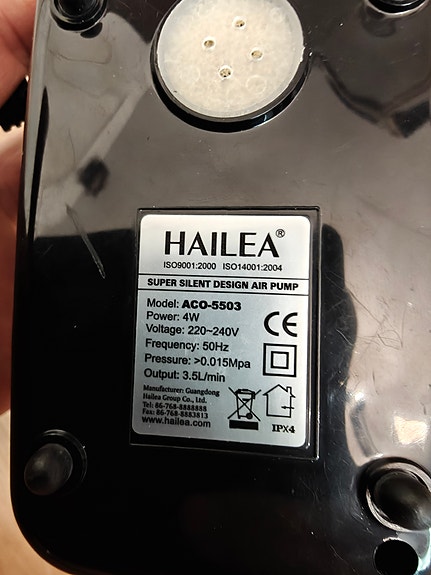 HAILEA®
ISO9001:2000 ISO14001:2004
SUPER SILENT DESIGN AIR PUMP
Model: ACO-5503
Power: 4W
Voltage: 220~240V
Frequency: 50Hz
Pressure: >0.015Mpa
Output: 3.5L/min
CE
Manufacturer: Guangdong
Hailea Group Co., Ltd.
Tel: 86-768-8888888
Fax: 86-768-8883813
www.hailea.com
IPX4